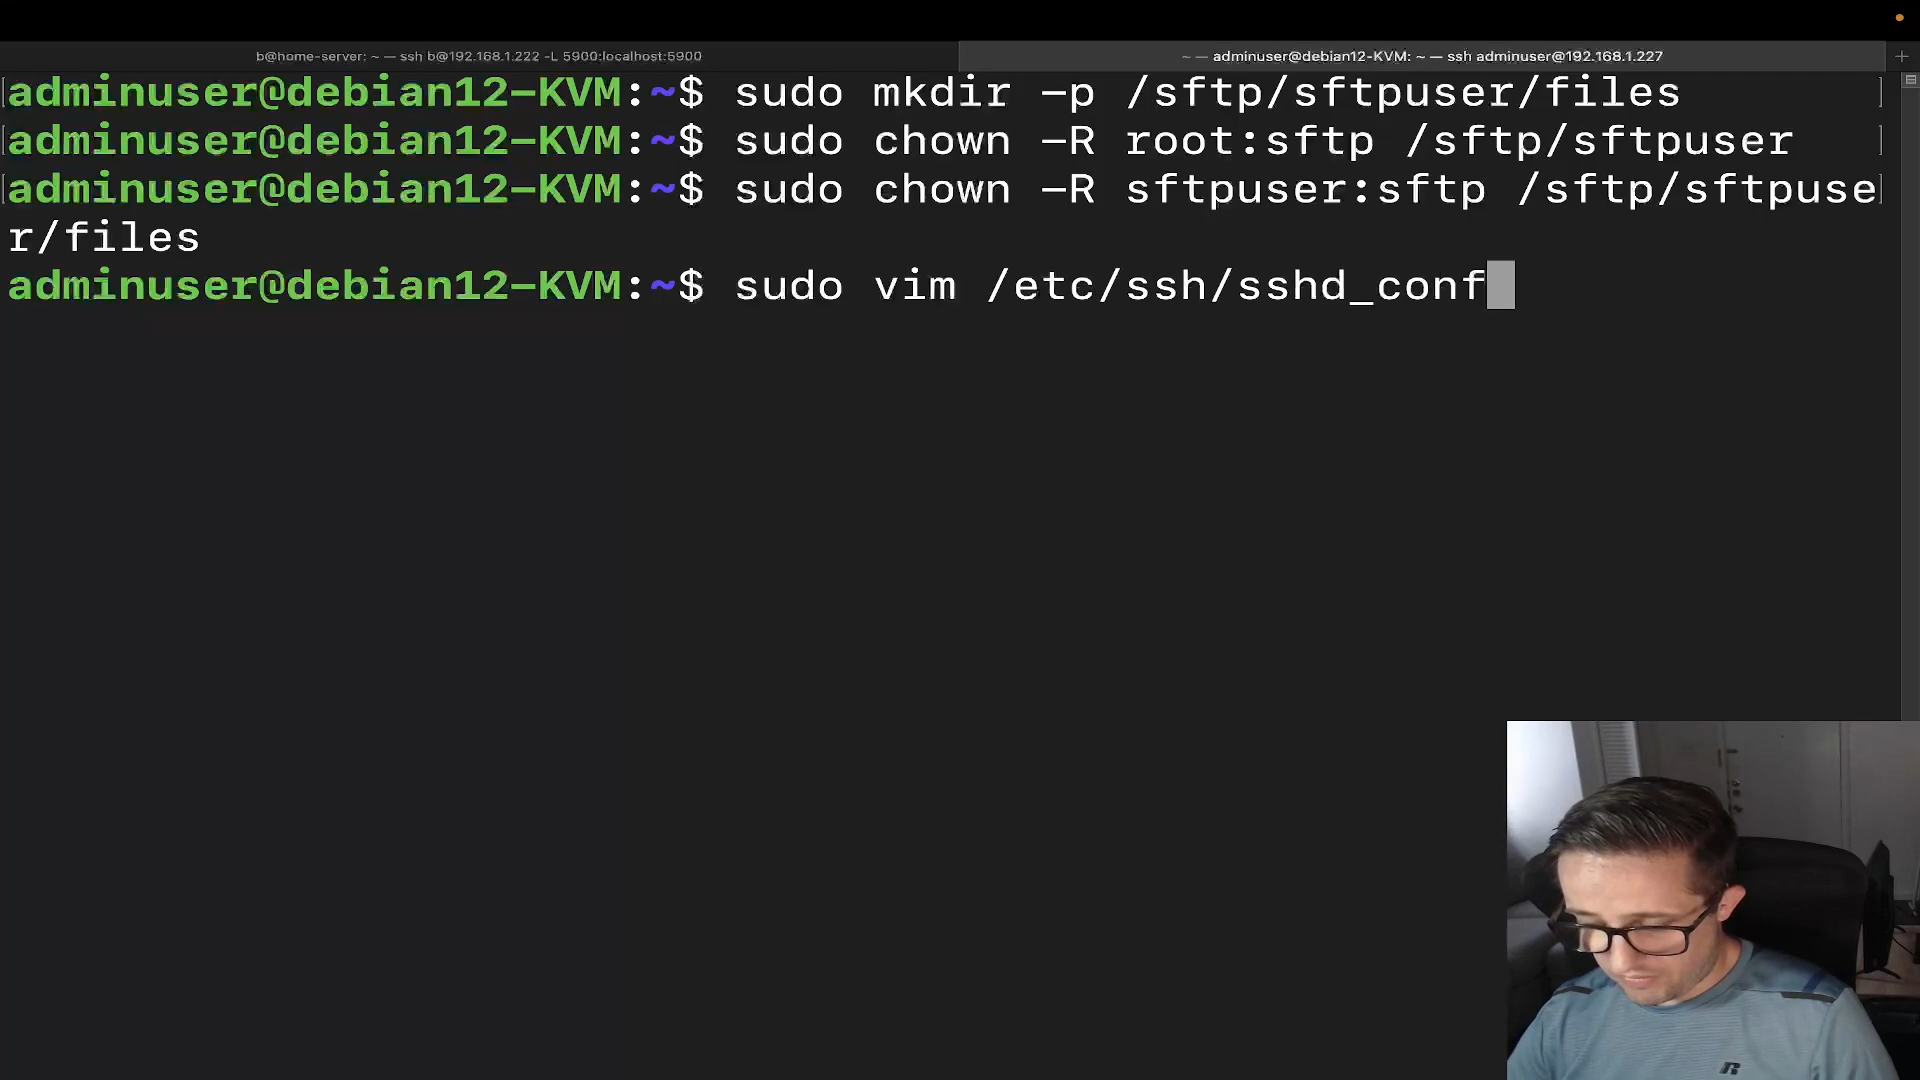 b@home-server: ~ — ssh b@192.168.1.222 -L 5900:localhost:5900
~ — adminuser@debian12-KVM: ~ — ssh adminuser@192.168.1.227
adminuser@debian12-KVM:~$ sudo mkdir -p /sftp/sftpuser/files
adminuser@debian12-KVM:~$ sudo chown -R root:sftp /sftp/sftpuser
adminuser@debian12-KVM:~$ sudo chown -R sftpuser:sftp /sftp/sftpuse
r/files
adminuser@debian12-KVM:~$ sudo vim /etc/ssh/sshd_conf
R